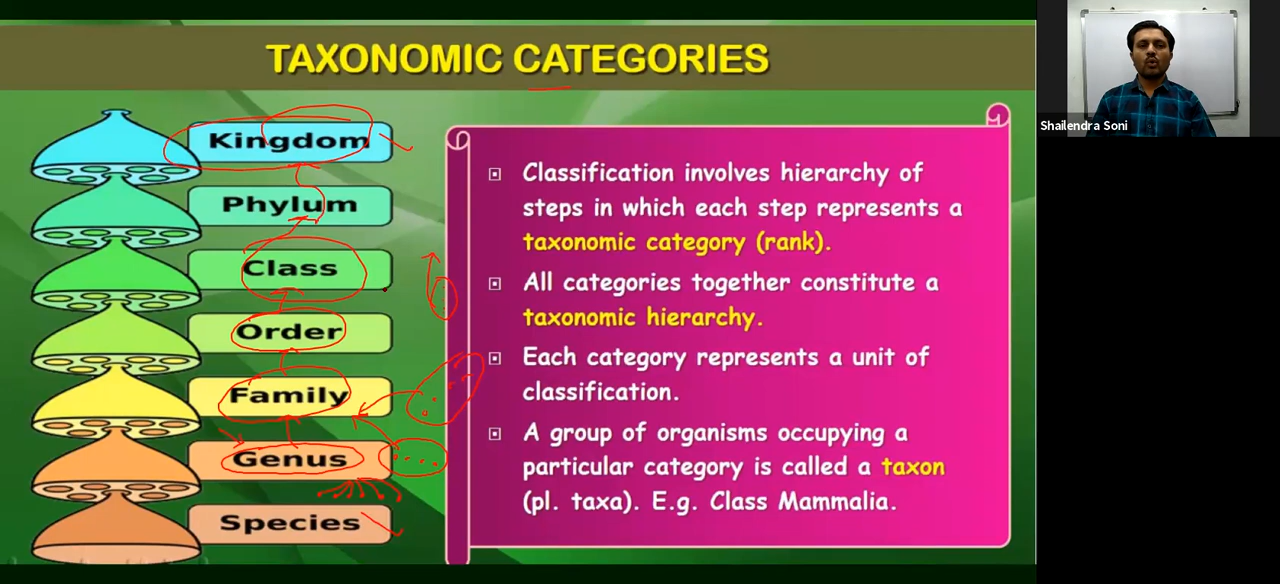 TAXONOMIC CATEGORIES
Kingdom
Phylum
Class
Order
Family
Genus
Species
Classification involves hierarchy of
steps in which each step represents a
taxonomic category (rank).
All categories together constitute a
taxonomic hierarchy.
Each category represents a unit of
classification.
A group of organisms occupying a
particular category is called a taxon
(pl. taxa). E.g. Class Mammalia.
Shailendra Soni